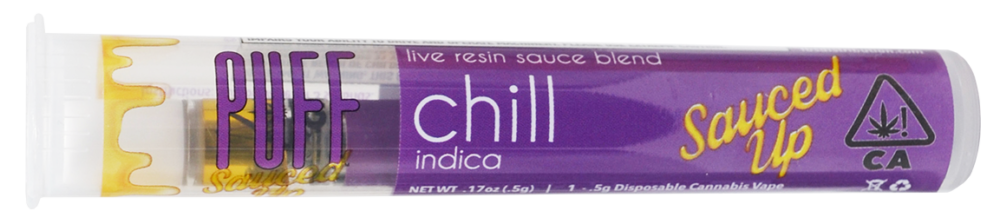 PUFF
Sauced
Up
live resin sauce blend
chill
indica
NET WT. .17oz (.5g) / 1 - .5g Disposable Cannabis Vape
Sauced
Up
CA